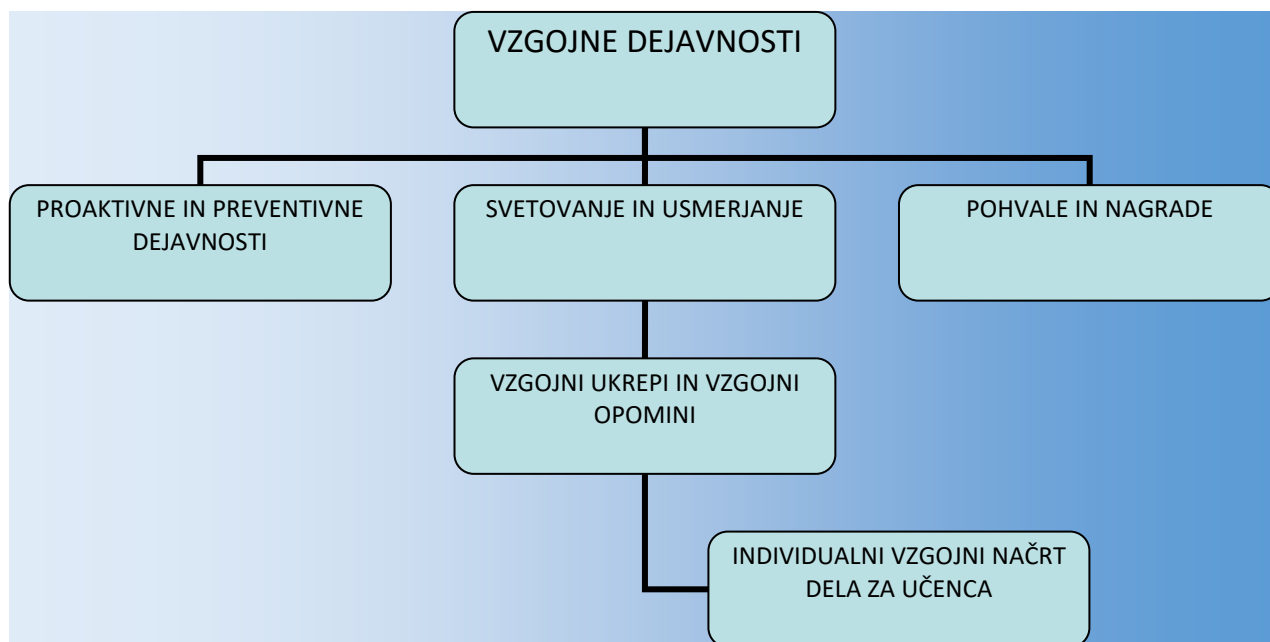 VZGOJNE DEJAVNOSTI
PROAKTIVNE IN PREVENTIVNE
DEJAVNOSTI
SVETOVANJE IN USMERJANJE
POHVALE IN NAGRADE
VZGOJNI UKREPI IN VZGOJNI
OPOMINI
INDIVIDUALNI VZGOJNI NAČRT
DELA ZA UČENCA